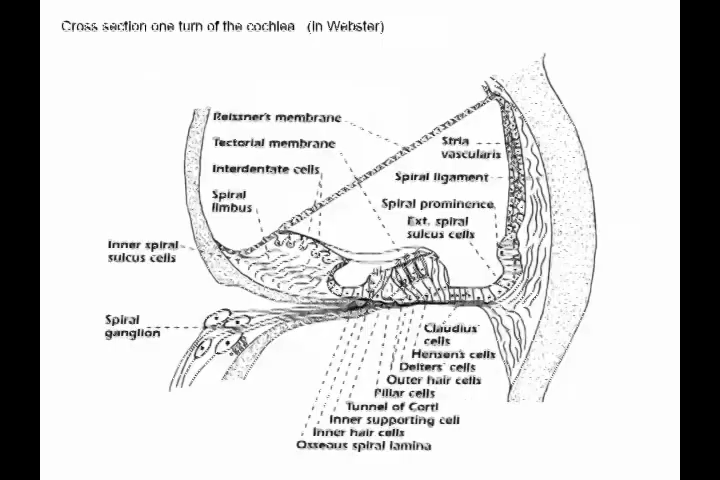 Cross section one turn of the cochlea (In Webster)
Reissner's membrane
Tectorial membrane
Interdentate cells
Spiral
limbus
Inner spiral
sulcus cells
Spiral
ganglion
Stria
vascularis
Spiral ligament
Spiral prominence
Ext. spiral
sulcus cells
Claudius'
cells
Hensen's cells
Deiters' cells
Outer hair cells
Pillar cells
Tunnel of Corti
Inner supporting cell
Inner hair cells
Osseous spiral lamina